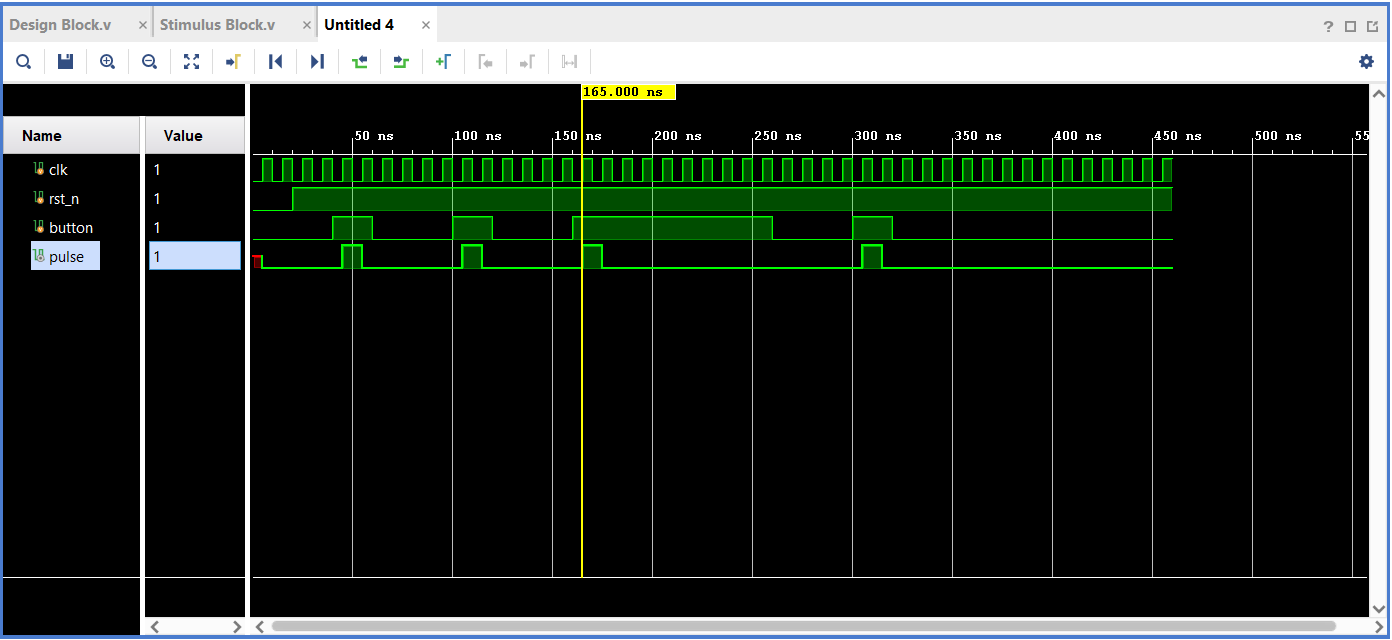 Design Block.v × Stimulus Block.v × Untitled 4 × ?
165.000 ns
Name Value 50 ns 100 ns 150 ns 200 ns 250 ns 300 ns 350 ns 400 ns 450 ns 500 ns 55
clk 1
rst_n 1
button 1
pulse 1